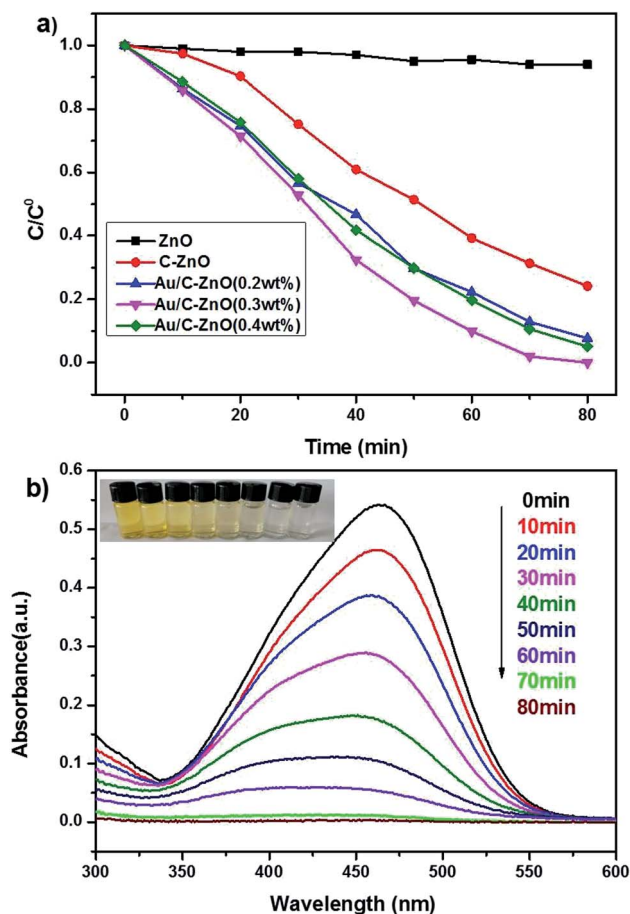 a)
1.0
0.8
0.6
0.4
0.2
0.0
C/C⁰
ZnO
C-ZnO
Au/C-ZnO(0.2wt%)
Au/C-ZnO(0.3wt%)
Au/C-ZnO(0.4wt%)
0 20 40 60 80
Time (min)
b)
0.6
0.5
0.4
0.3
0.2
0.1
0.0
Absorbance(a.u.)
0min
10min
20min
30min
40min
50min
60min
70min
80min
300 350 400 450 500 550 600
Wavelength (nm)